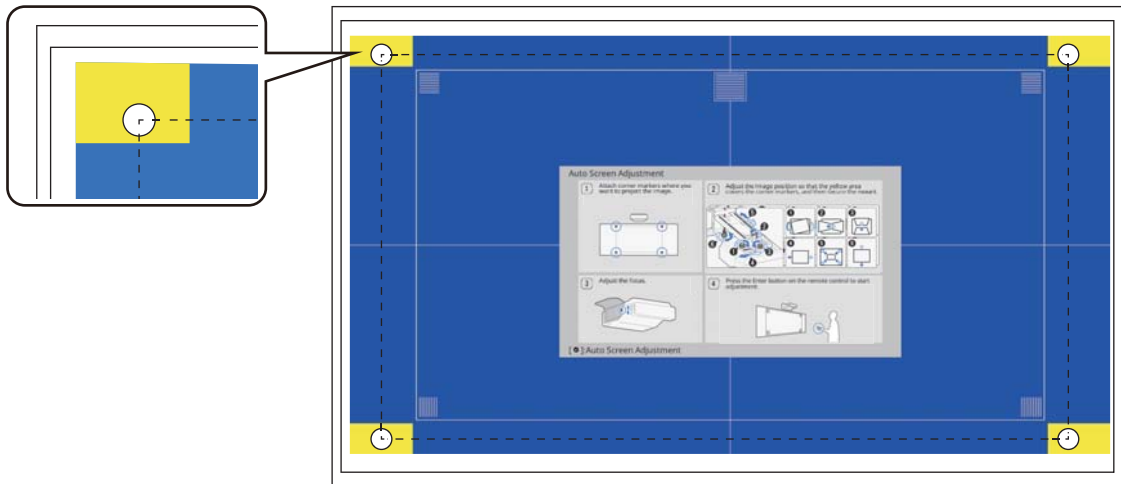 Auto Screen Adjustment
1 Attach corner markers where you
want to project the image.
2 Adjust the image position so that the yellow area
covers the corner markers, and then secure the mount.
3 Adjust the focus.
4 Press the Enter button on the remote control to start
adjustment.
[ ]:Auto Screen Adjustment